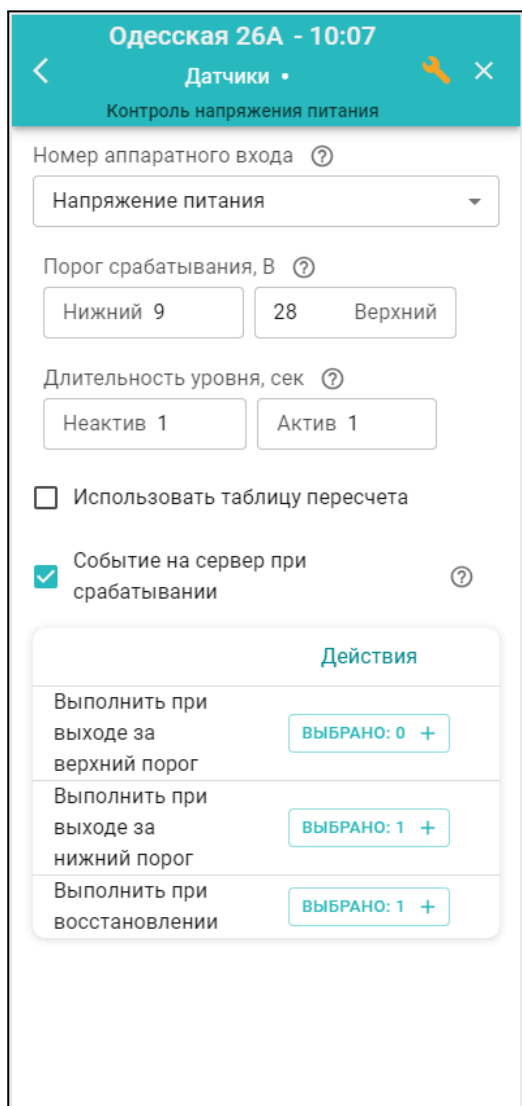 Одесская 26А - 10:07
Датчики •
Контроль напряжения питания
Номер аппаратного входа ?
Напряжение питания
Порог срабатывания, В ?
Нижний 9 28 Верхний
Длительность уровня, сек ?
Неактив 1 Актив 1
Использовать таблицу пересчета
Событие на сервер при
срабатывании ?
Действия
Выполнить при
выходе за
верхний порог
ВЫБРАНО: 0 +
Выполнить при
выходе за
нижний порог
ВЫБРАНО: 1 +
Выполнить при
восстановлении
ВЫБРАНО: 1 +